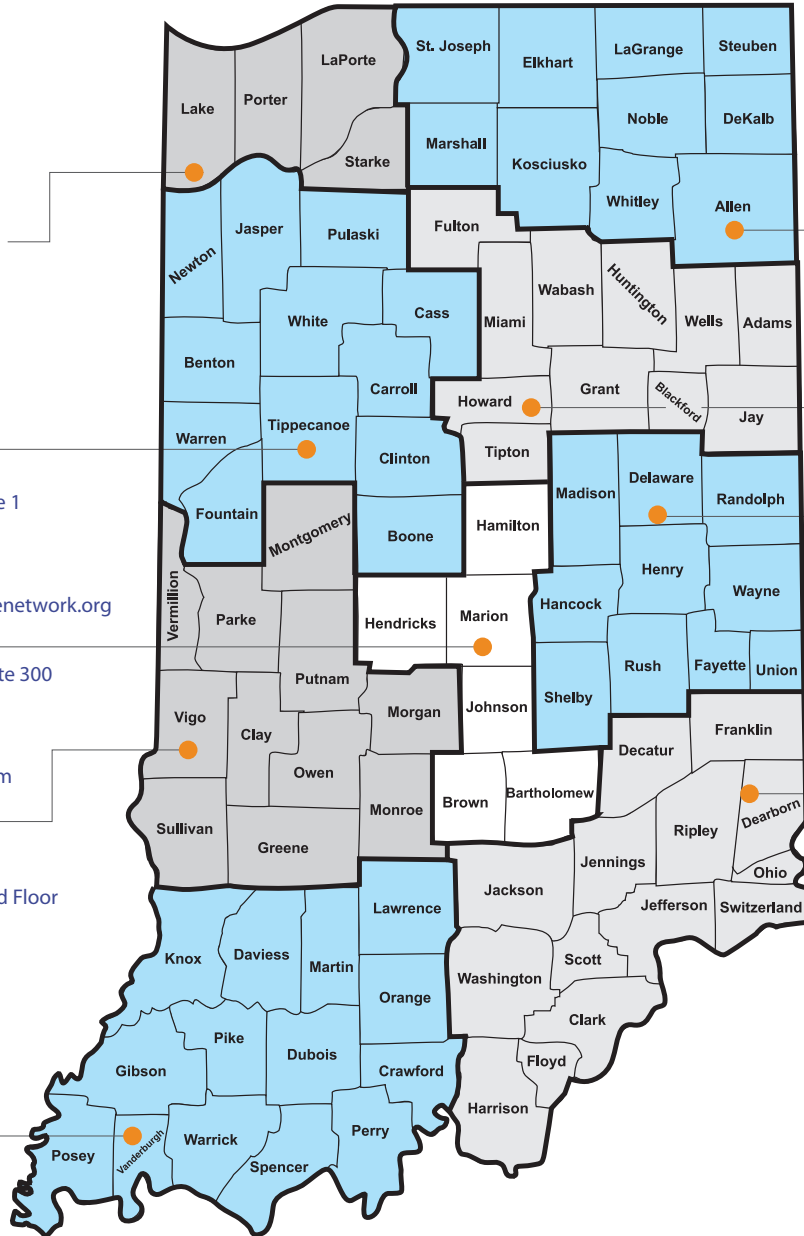 St. Joseph
Elkhart
LaGrange
Steuben
LaPorte
Porter
Lake
Noble
DeKalb
Marshall
Kosciusko
Starke
Whitley
Allen
Fulton
Jasper
Pulaski
Newton
Wabash
Huntington
White
Cass
Miami
Wells
Adams
Benton
Carroll
Howard
Grant
Blackford
Jay
Warren
Tippecanoe
Clinton
Tipton
Delaware
Madison
Randolph
e 1
Fountain
Montgomery
Boone
Hamilton
Henry
Wayne
enetwork.org
Vermillion
Parke
Hendricks
Marion
Hancock
te 300
Putnam
Rush
Fayette
Union
Vigo
Clay
Morgan
Johnson
Shelby
Franklin
Decatur
m
Owen
Dearborn
Sullivan
Greene
Monroe
Brown
Bartholomew
Ripley
Jennings
Ohio
d Floor
Lawrence
Jackson
Jefferson
Switzerland
Knox
Daviess
Martin
Washington
Scott
Orange
Clark
Gibson
Pike
Dubois
Crawford
Floyd
Harrison
Posey
Vanderburgh
Warrick
Spencer
Perry